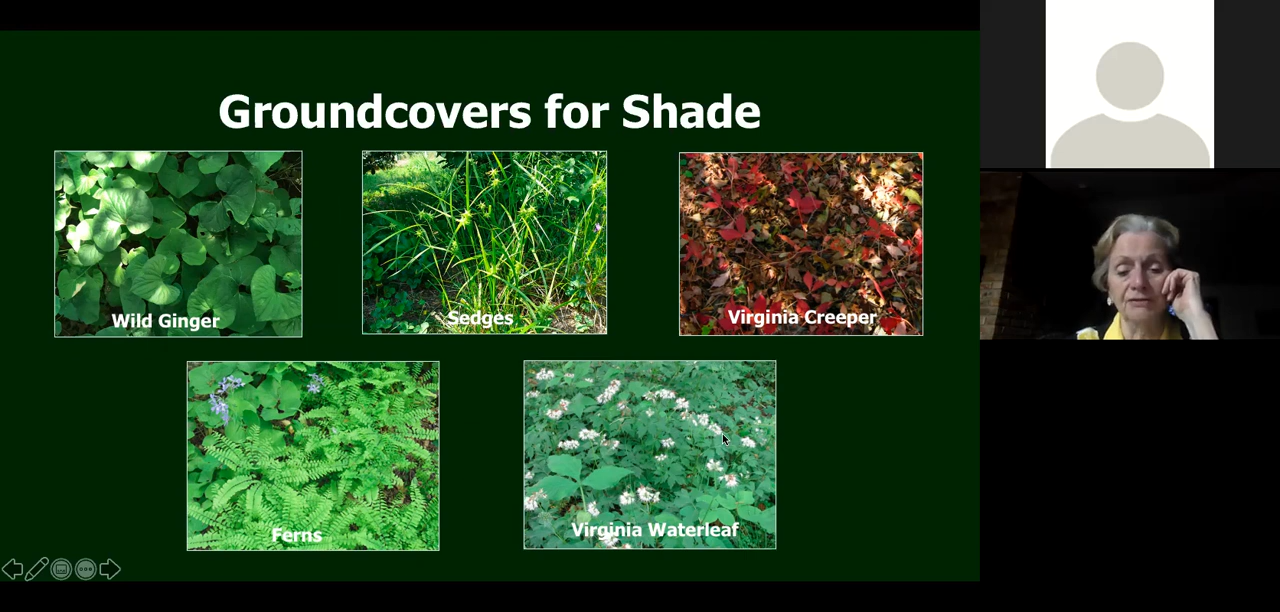 Groundcovers for Shade
Wild Ginger
Sedges
Virginia Creeper
Ferns
Virginia Waterleaf